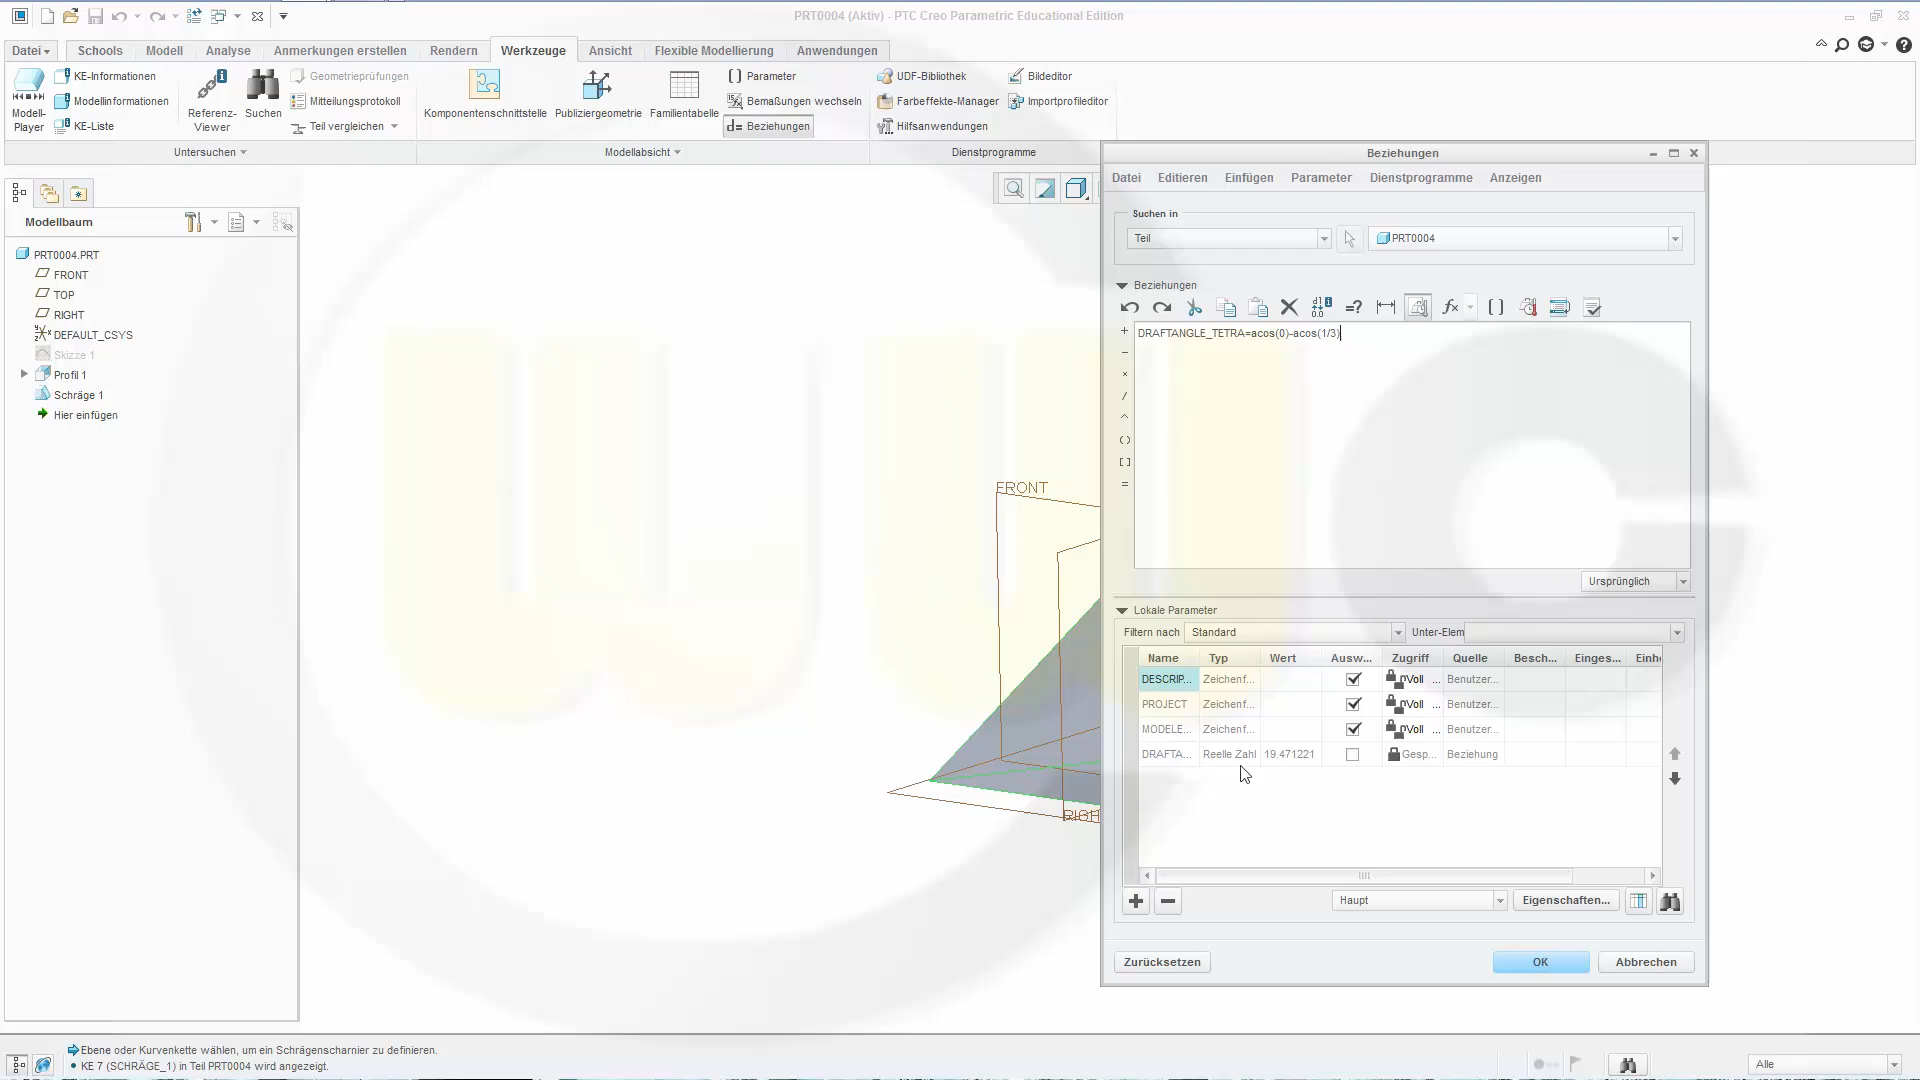 PRT0004 (Aktiv) - PTC Creo Parametric Educational Edition
Datei Schools Modell Analyse Anmerkungen erstellen Rendern Werkzeuge Ansicht Flexible Modellierung Anwendungen
Modell-Player
KE-Informationen
Modellinformationen
KE-Liste
Referenz-Viewer
Suchen
Geometrieprüfungen
Mitteilungsprotokoll
Teil vergleichen
Komponentenschnittstelle
Publiziergeometrie
Familientabelle
Parameter
Bemaßungen wechseln
d= Beziehungen
UDF-Bibliothek
Farbeffekte-Manager
Hilfsanwendungen
Bildeditor
Importprofileditor
Untersuchen Modellabsicht Dienstprogramme
Modellbaum
PRT0004.PRT
FRONT
TOP
RIGHT
DEFAULT_CSYS
Skizze 1
Profil 1
Schräge 1
Hier einfügen
FRONT
RIGH
Beziehungen
Datei Editieren Einfügen Parameter Dienstprogramme Anzeigen
Suchen in
Teil PRT0004
Beziehungen
DRAFTANGLE_TETRA=acos(0)-acos(1/3)
Ursprünglich
Lokale Parameter
Filtern nach Standard Unter-Elem
Name Typ Wert Ausw... Zugriff Quelle Besch... Einges... Einhe
DESCRIP... Zeichenf... Voll ... Benutzer...
PROJECT Zeichenf... Voll ... Benutzer...
MODELE... Zeichenf... Voll ... Benutzer...
DRAFTA... Reelle Zahl 19.471221 Gesp... Beziehung
Haupt Eigenschaften...
Zurücksetzen OK Abbrechen
Ebene oder Kurvenkette wählen, um ein Schrägenscharnier zu definieren.
• KE 7 (SCHRÄGE_1) in Teil PRT0004 wird angezeigt.
Alle